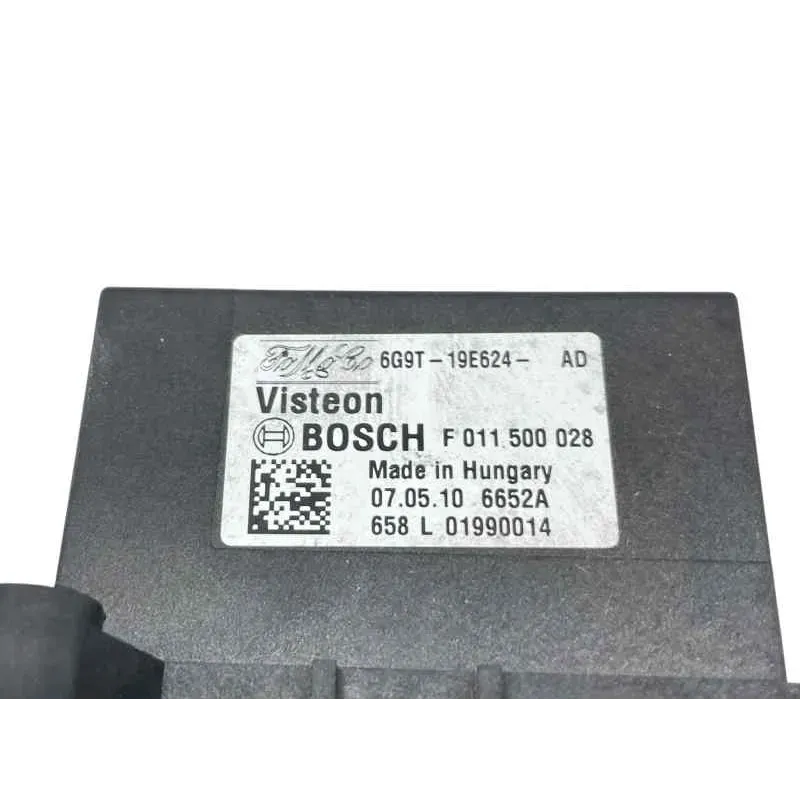 FoMoCo 6G9T-19E624- AD
Visteon
BOSCH F 011 500 028
Made in Hungary
07.05.10 6652A
658 L 01990014